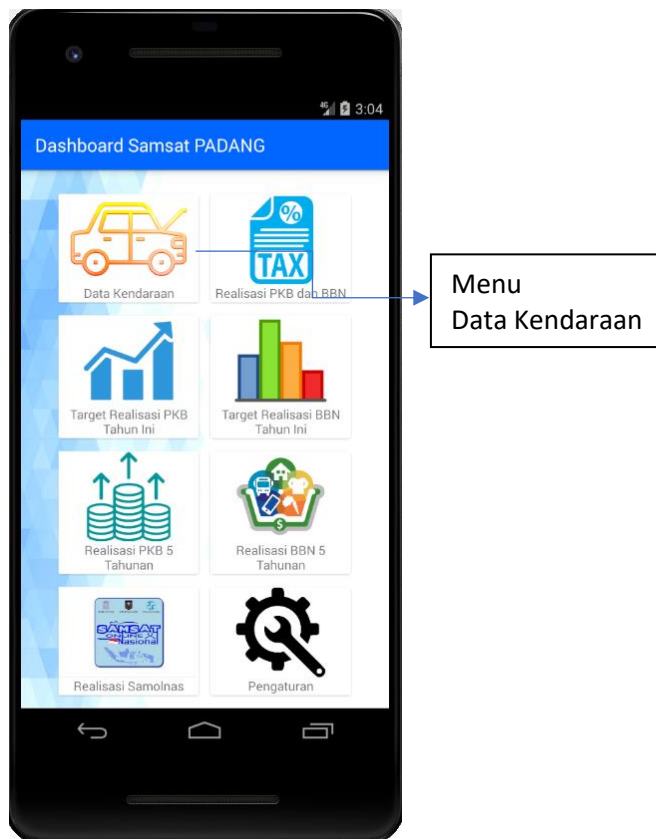 4G 3:04
Dashboard Samsat PADANG
Data Kendaraan
%
TAX
Realisasi PKB dan BBN
Menu
Data Kendaraan
Target Realisasi PKB
Tahun Ini
Target Realisasi BBN
Tahun Ini
Realisasi PKB 5
Tahunan
$
Realisasi BBN 5
Tahunan
SAMSAT
ONLINE
Nasional
Realisasi Samolnas
Pengaturan